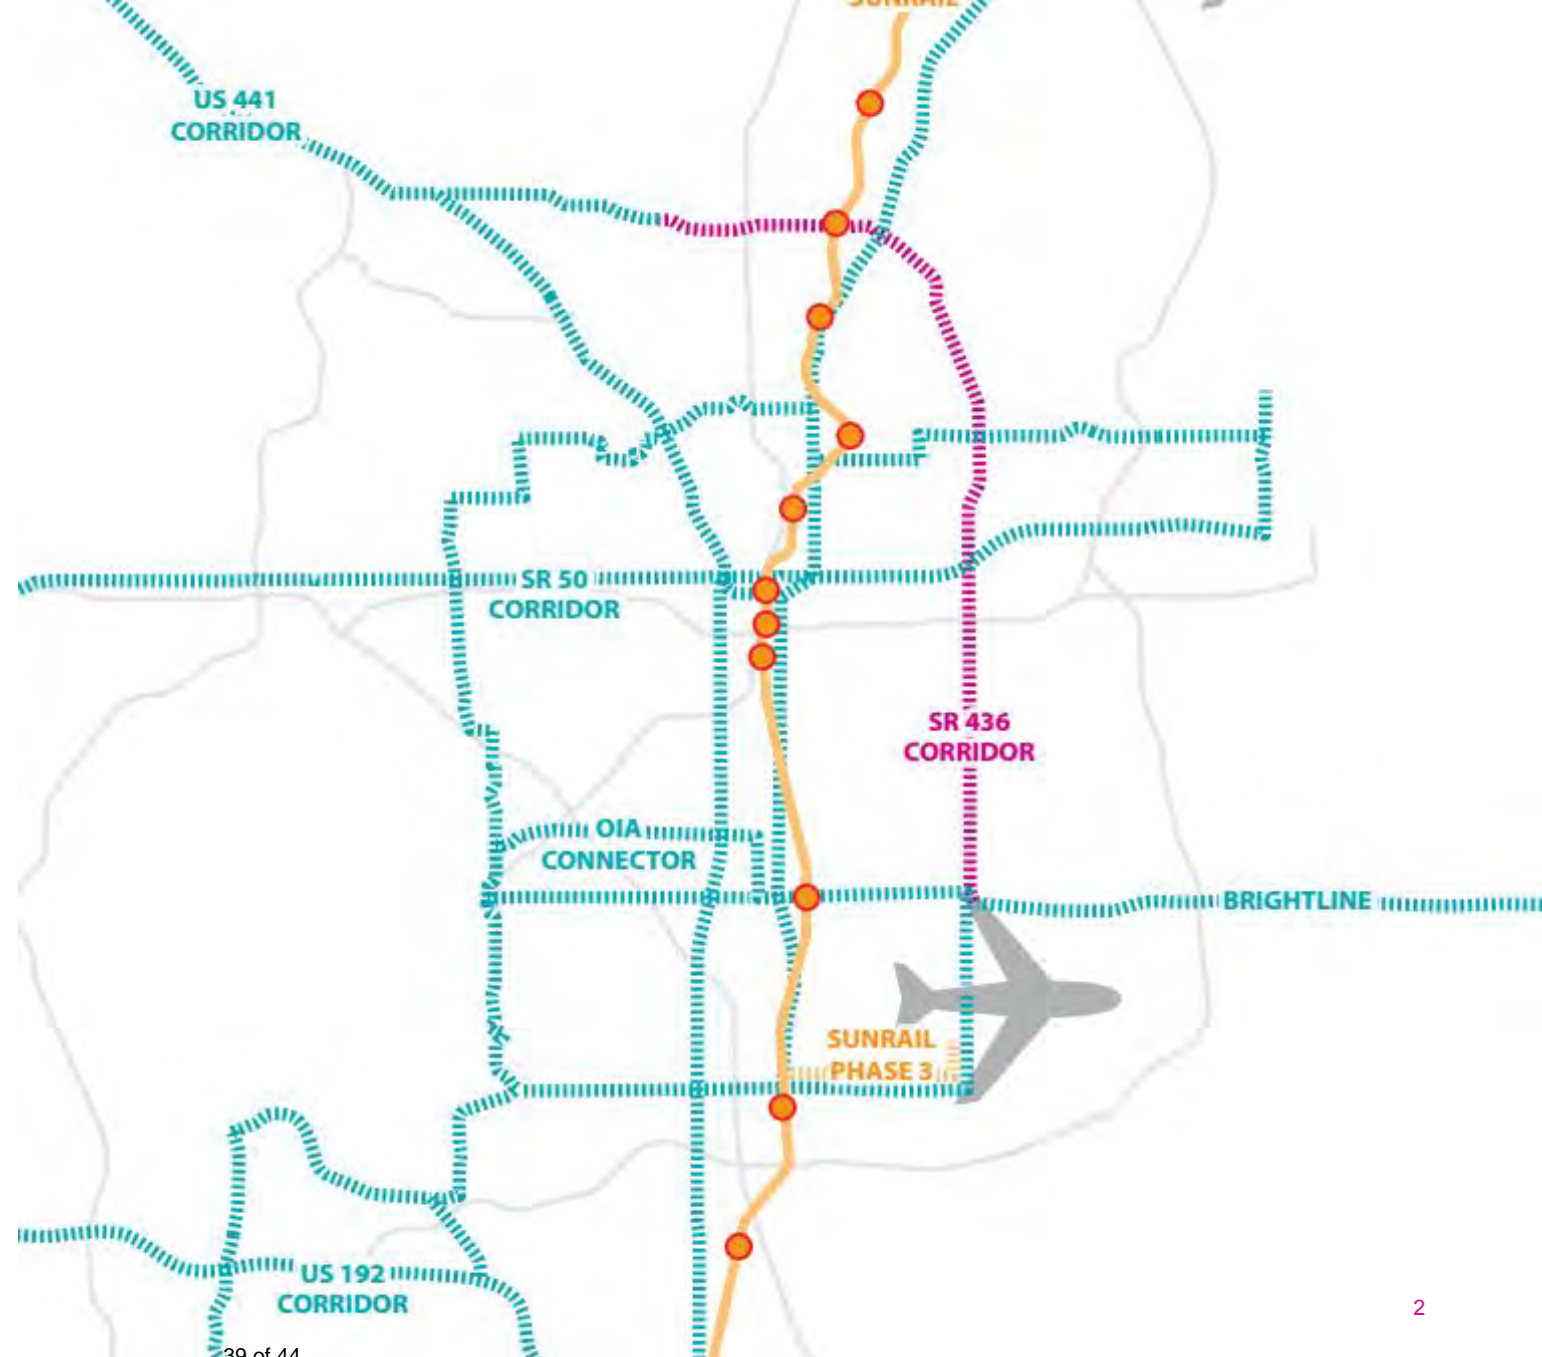 SUNRAIL
US 441
CORRIDOR
SR 50
CORRIDOR
SR 436
CORRIDOR
OIA
CONNECTOR
BRIGHTLINE
SUNRAIL
PHASE 3
US 192
CORRIDOR
2
39 of 44